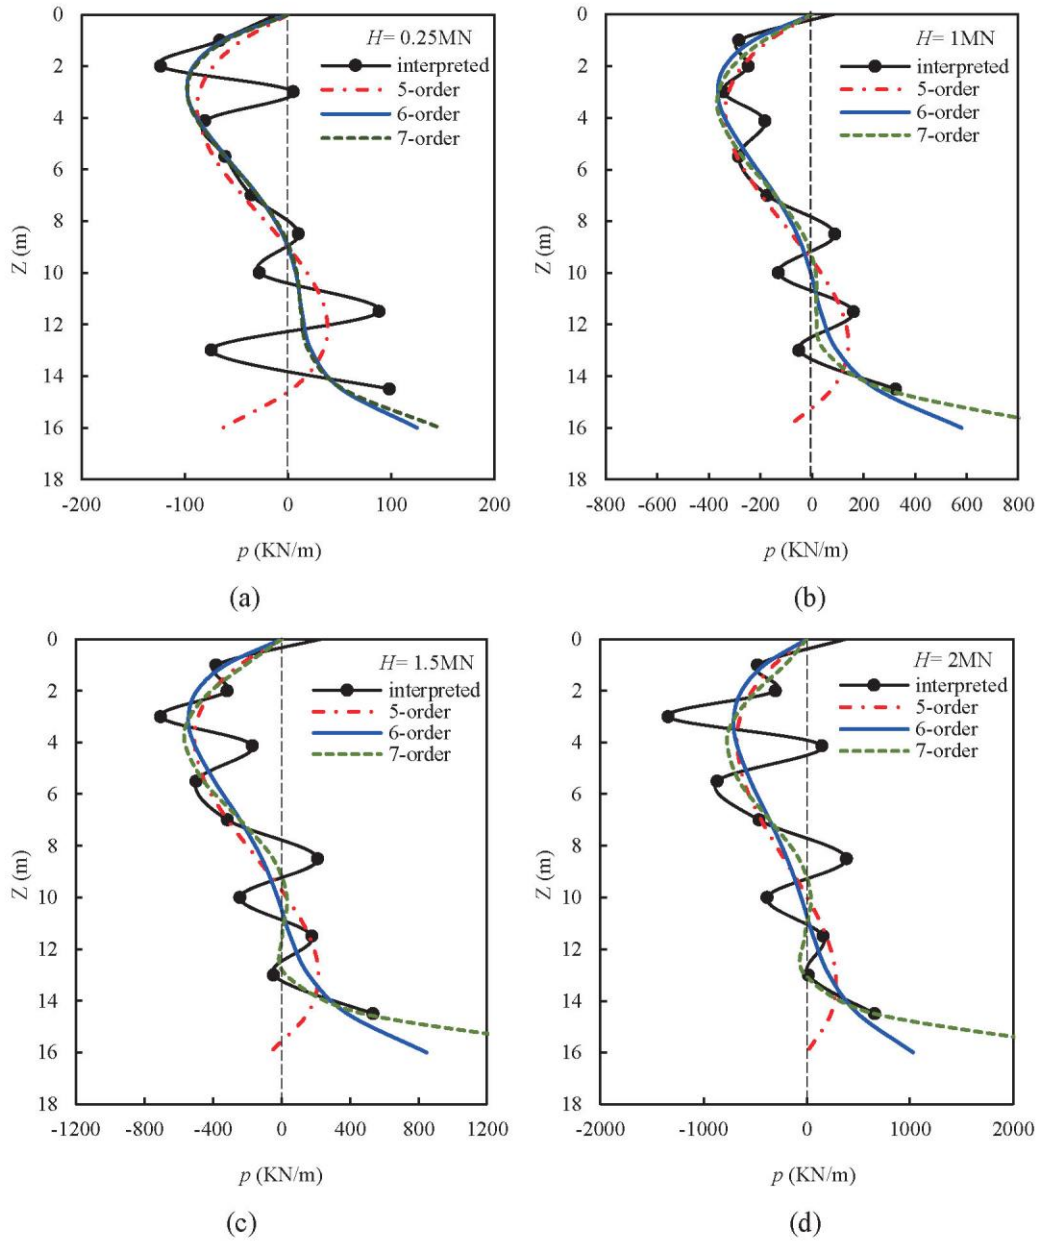 0
2
4
6
8
10
12
14
16
18
Z (m)
-200
-100
0
100
200
p (KN/m)
H= 0.25MN
interpreted
5-order
6-order
7-order
(a)
0
2
4
6
8
10
12
14
16
18
Z (m)
-800
-600
-400
-200
0
200
400
600
800
p (KN/m)
H= 1MN
interpreted
5-order
6-order
7-order
(b)
0
2
4
6
8
10
12
14
16
18
Z (m)
-1200
-800
-400
0
400
800
1200
p (KN/m)
H= 1.5MN
interpreted
5-order
6-order
7-order
(c)
0
2
4
6
8
10
12
14
16
18
Z (m)
-2000
-1000
0
1000
2000
p (KN/m)
H= 2MN
interpreted
5-order
6-order
7-order
(d)